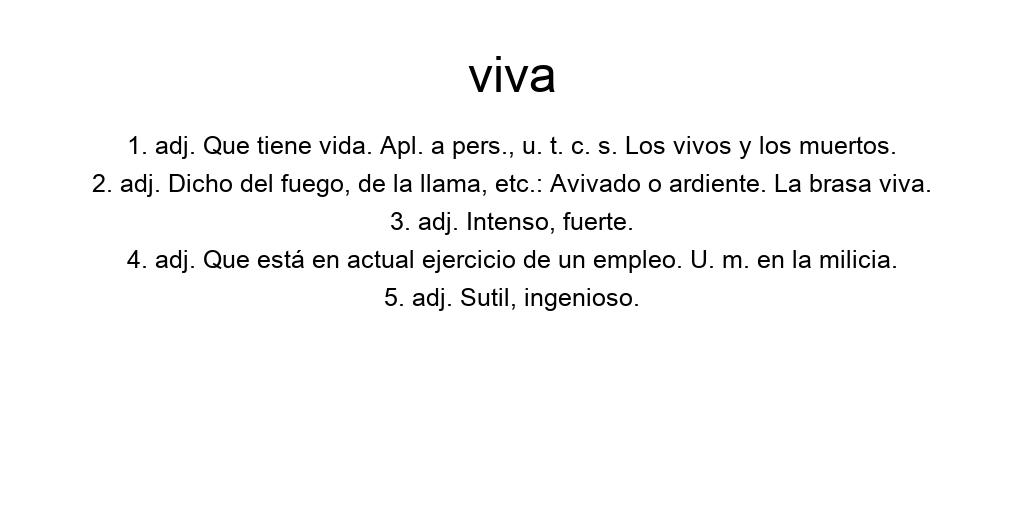 viva
1. adj. Que tiene vida. Apl. a pers., u. t. c. s. Los vivos y los muertos.
2. adj. Dicho del fuego, de la llama, etc.: Avivado o ardiente. La brasa viva.
3. adj. Intenso, fuerte.
4. adj. Que está en actual ejercicio de un empleo. U. m. en la milicia.
5. adj. Sutil, ingenioso.